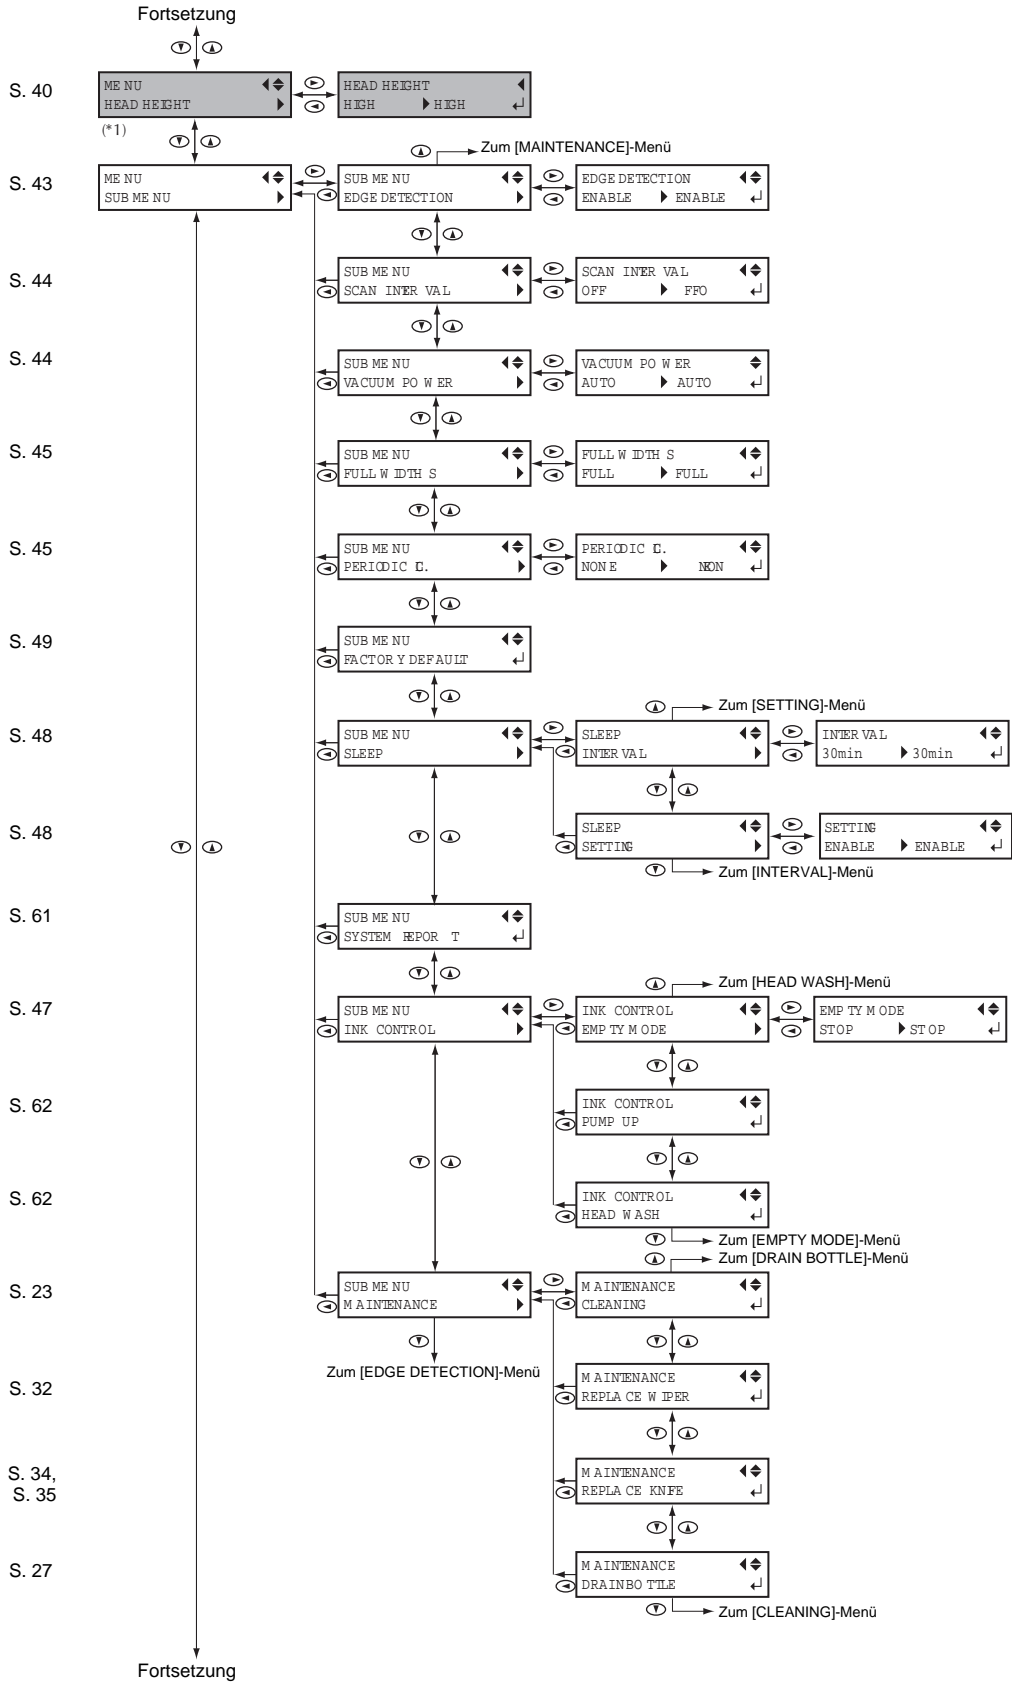 Fortsetzung
S. 40
MENU
HEAD HEIGHT
HEAD HEIGHT
HIGH HIGH
(*1)
Zum [MAINTENANCE]-Menü
S. 43
MENU
SUB MENU
SUB MENU
EDGE DETECTION
EDGE DETECTION
ENABLE ENABLE
S. 44
SUB MENU
SCAN INTERVAL
SCAN INTERVAL
OFF FFO
S. 44
SUB MENU
VACUUM POWER
VACUUM POWER
AUTO AUTO
S. 45
SUB MENU
FULL WIDTH S
FULL WIDTH S
FULL FULL
S. 45
SUB MENU
PERIODIC CL.
PERIODIC CL.
NONE NEON
S. 49
SUB MENU
FACTORY DEFAULT
Zum [SETTING]-Menü
S. 48
SUB MENU
SLEEP
SLEEP
INTERVAL
INTERVAL
30min 30min
S. 48
SLEEP
SETTING
SETTING
ENABLE ENABLE
Zum [INTERVAL]-Menü
S. 61
SUB MENU
SYSTEM REPORT
Zum [HEAD WASH]-Menü
S. 47
SUB MENU
INK CONTROL
INK CONTROL
EMPTY MODE
EMPTY MODE
STOP STOP
S. 62
INK CONTROL
PUMP UP
S. 62
INK CONTROL
HEAD WASH
Zum [EMPTY MODE]-Menü
Zum [DRAIN BOTTLE]-Menü
S. 23
SUB MENU
MAINTENANCE
MAINTENANCE
CLEANING
Zum [EDGE DETECTION]-Menü
S. 32
MAINTENANCE
REPLACE WIPER
S. 34,
S. 35
MAINTENANCE
REPLACE KNIFE
S. 27
MAINTENANCE
DRAIN BOTTLE
Zum [CLEANING]-Menü
Fortsetzung